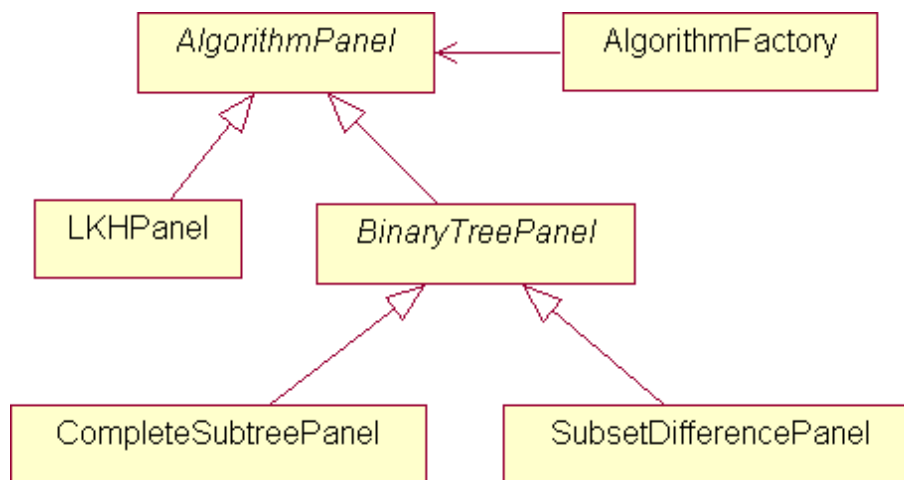 AlgorithmPanel
AlgorithmFactory
LKHPanel
BinaryTreePanel
CompleteSubtreePanel
SubsetDifferencePanel